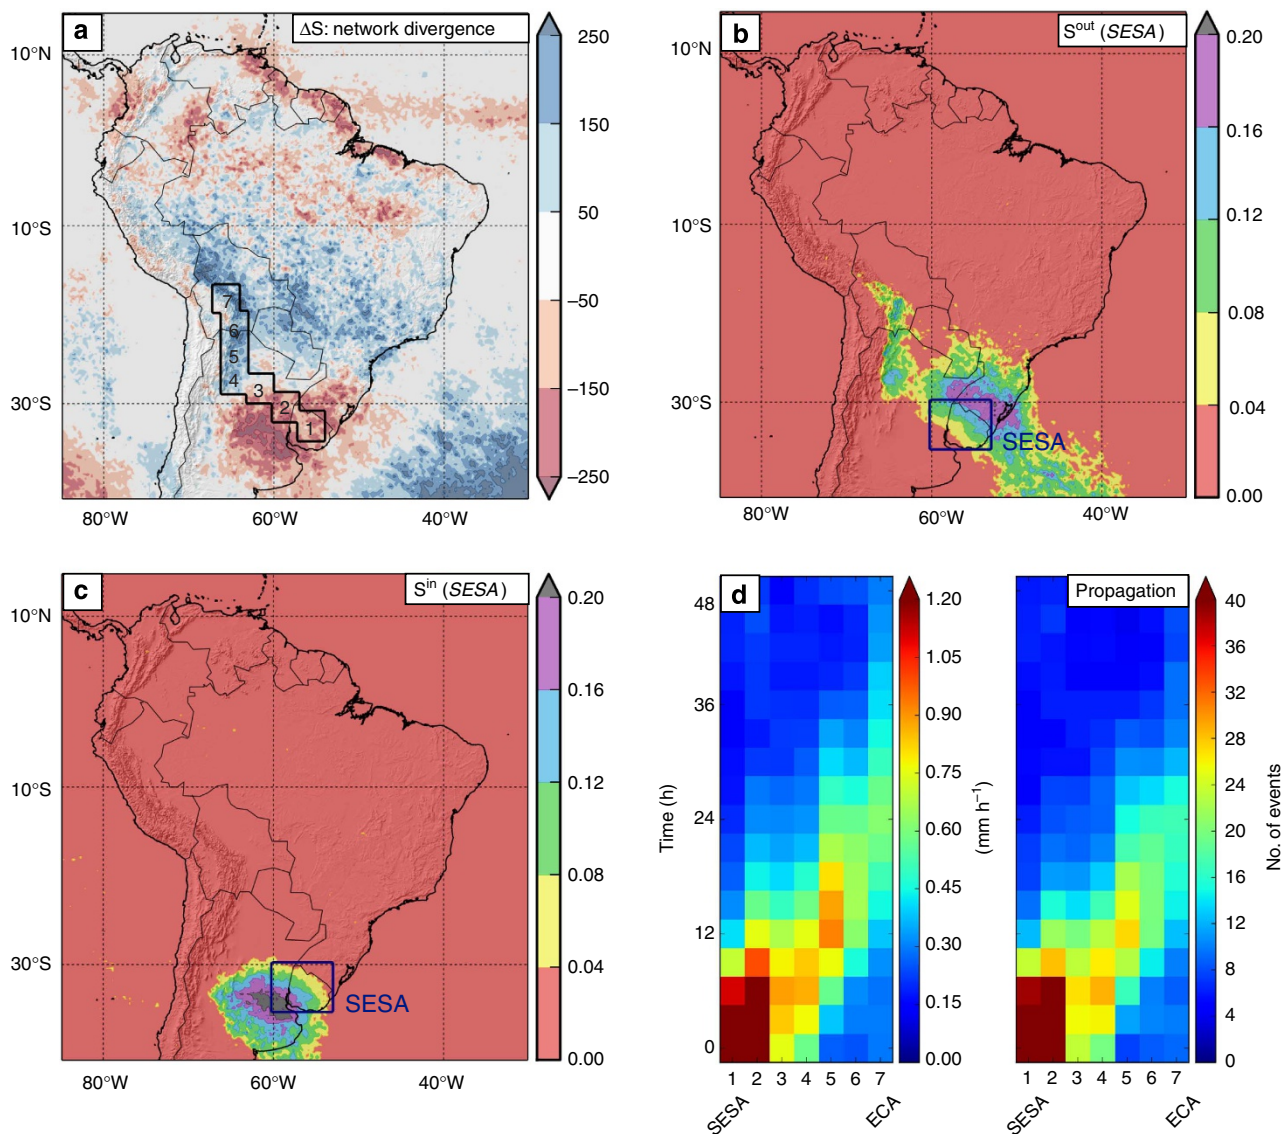 a
ΔS: network divergence
10°N
10°S
30°S
80°W
60°W
40°W
7
6
5
4
3
2
1
250
150
50
−50
−150
−250
b
S^out (SESA)
10°N
10°S
30°S
80°W
60°W
40°W
SESA
0.20
0.16
0.12
0.08
0.04
0.00
c
S^in (SESA)
10°N
10°S
30°S
80°W
60°W
40°W
SESA
0.20
0.16
0.12
0.08
0.04
0.00
d
Time (h)
48
36
24
12
0
1 2 3 4 5 6 7
SESA
ECA
1.20
1.05
0.90
0.75
0.60
0.45
0.30
0.15
0.00
(mm h⁻¹)
Propagation
1 2 3 4 5 6 7
SESA
ECA
40
36
32
28
24
20
16
12
8
4
0
No. of events